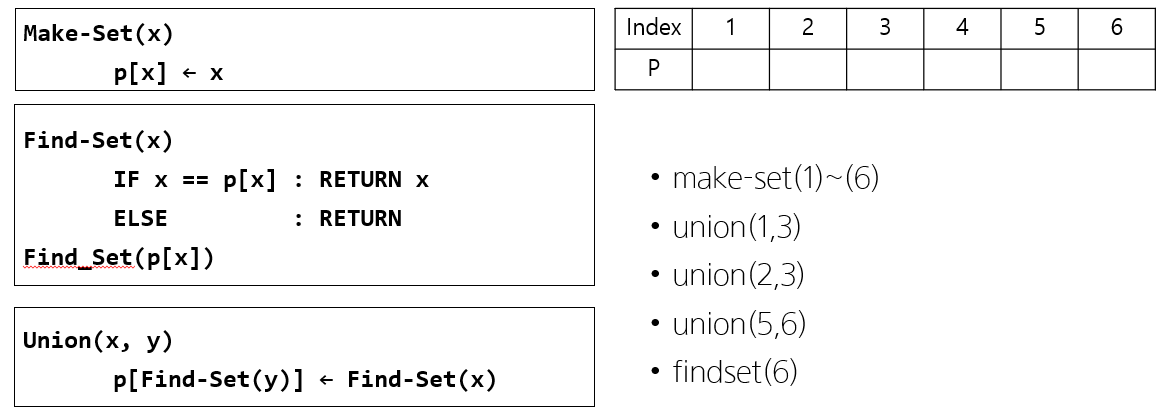 Make-Set(x)
p[x] ← x
Find-Set(x)
IF x == p[x] : RETURN x
ELSE : RETURN
Find_Set(p[x])
Union(x, y)
p[Find-Set(y)] ← Find-Set(x)
Index 1 2 3 4 5 6
P
• make-set(1)~(6)
• union(1,3)
• union(2,3)
• union(5,6)
• findset(6)